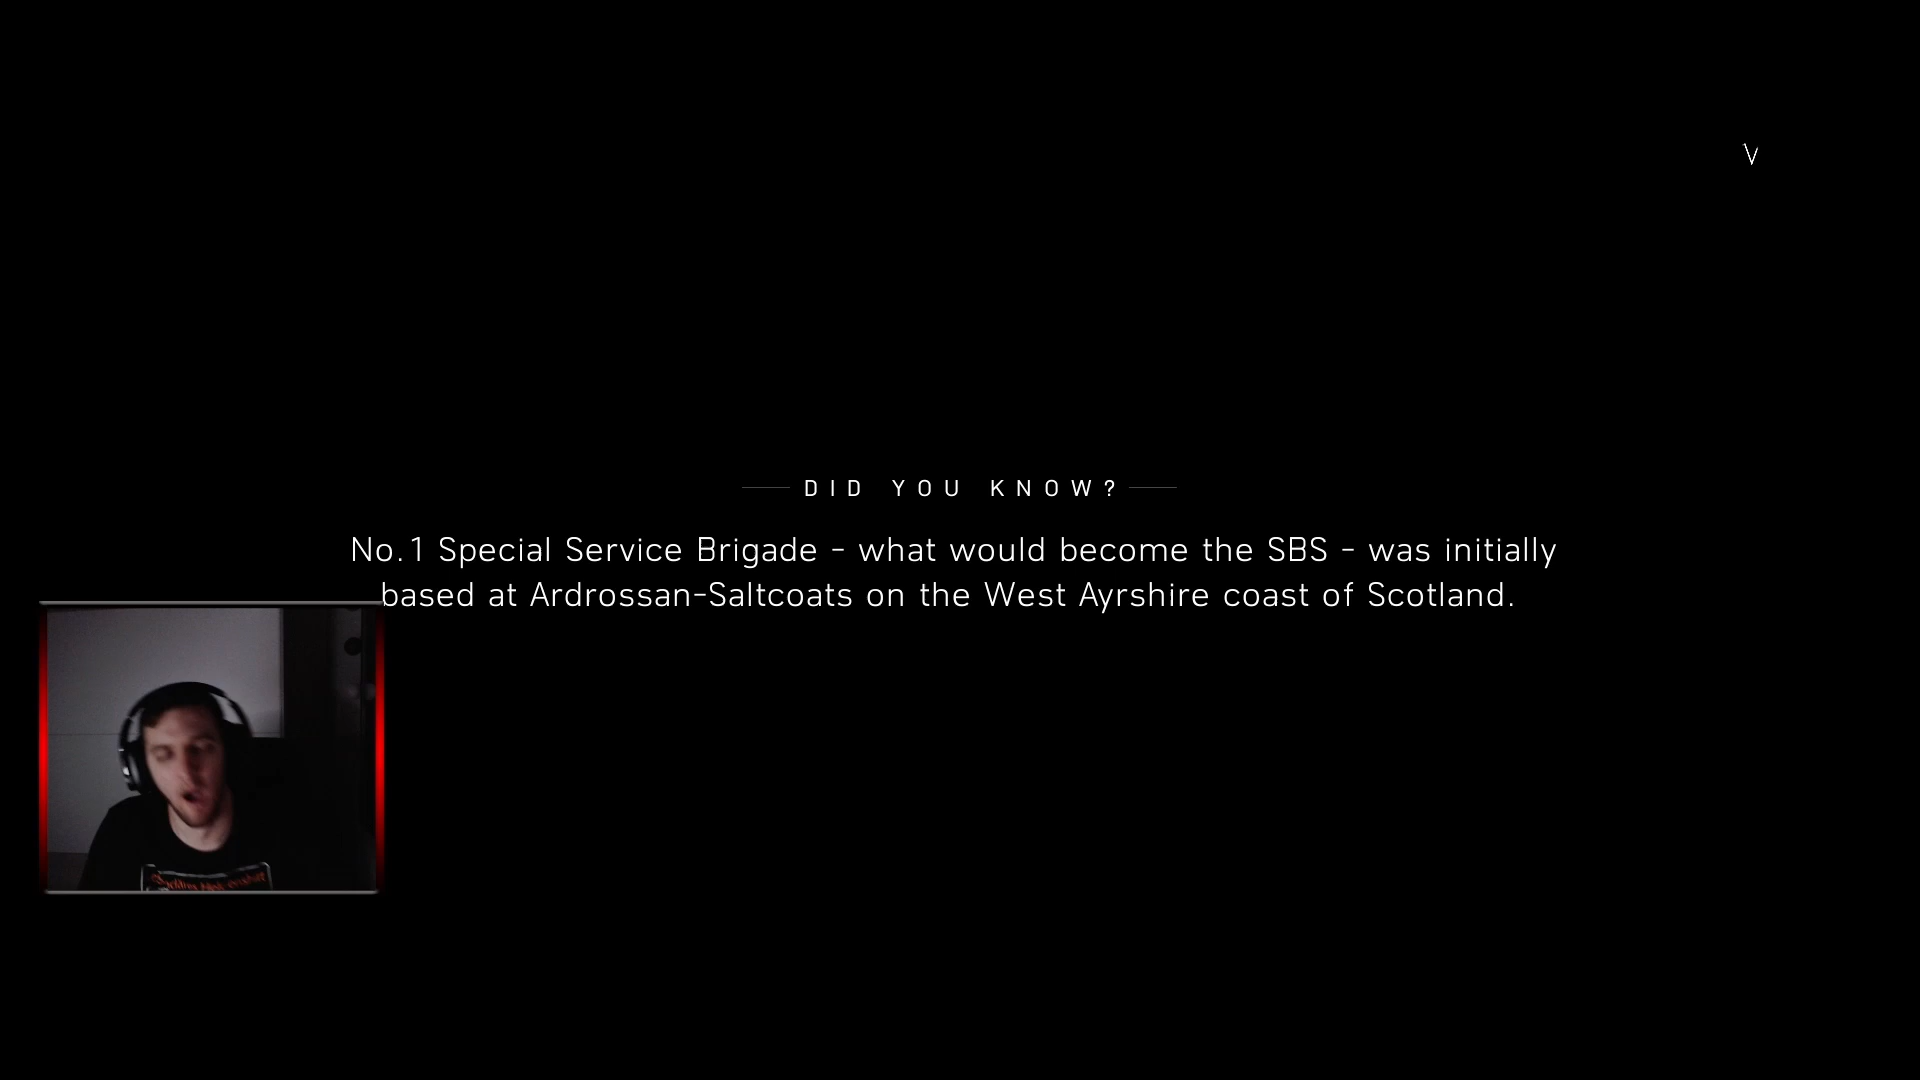 V
DID YOU KNOW?
No.1 Special Service Brigade - what would become the SBS - was initially
based at Ardrossan-Saltcoats on the West Ayrshire coast of Scotland.